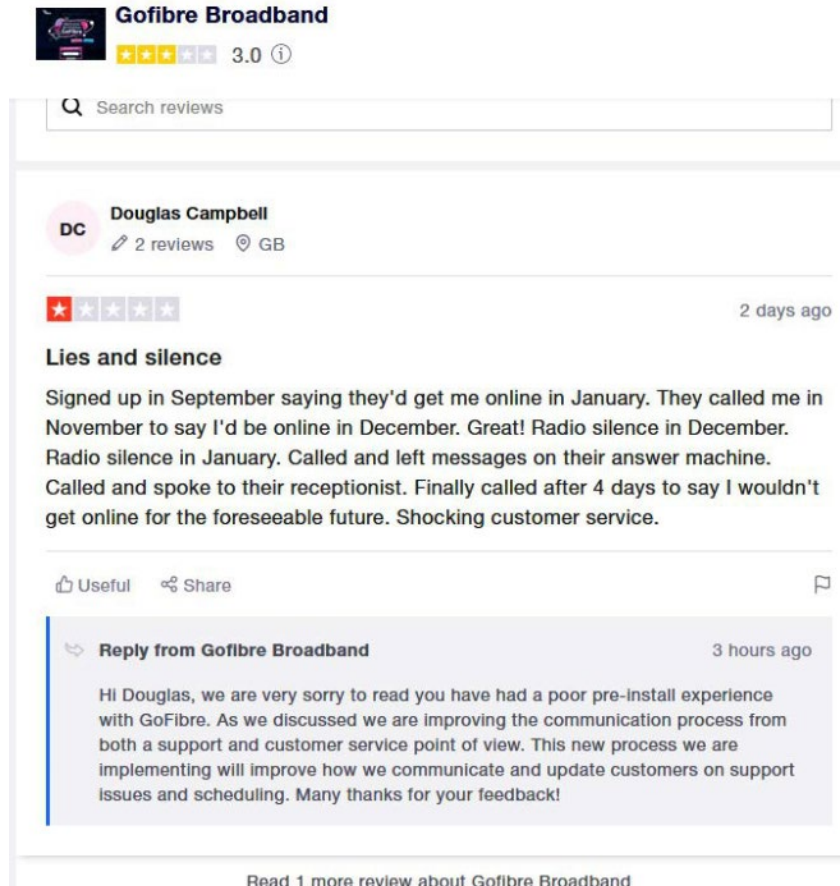 Gofibre Broadband
3.0
Search reviews
DC
Douglas Campbell
2 reviews GB
2 days ago
Lies and silence
Signed up in September saying they'd get me online in January. They called me in
November to say I'd be online in December. Great! Radio silence in December.
Radio silence in January. Called and left messages on their answer machine.
Called and spoke to their receptionist. Finally called after 4 days to say I wouldn't
get online for the foreseeable future. Shocking customer service.
Useful Share
Reply from Gofibre Broadband 3 hours ago
Hi Douglas, we are very sorry to read you have had a poor pre-install experience
with GoFibre. As we discussed we are improving the communication process from
both a support and customer service point of view. This new process we are
implementing will improve how we communicate and update customers on support
issues and scheduling. Many thanks for your feedback!
Read 1 more review about Gofibre Broadband